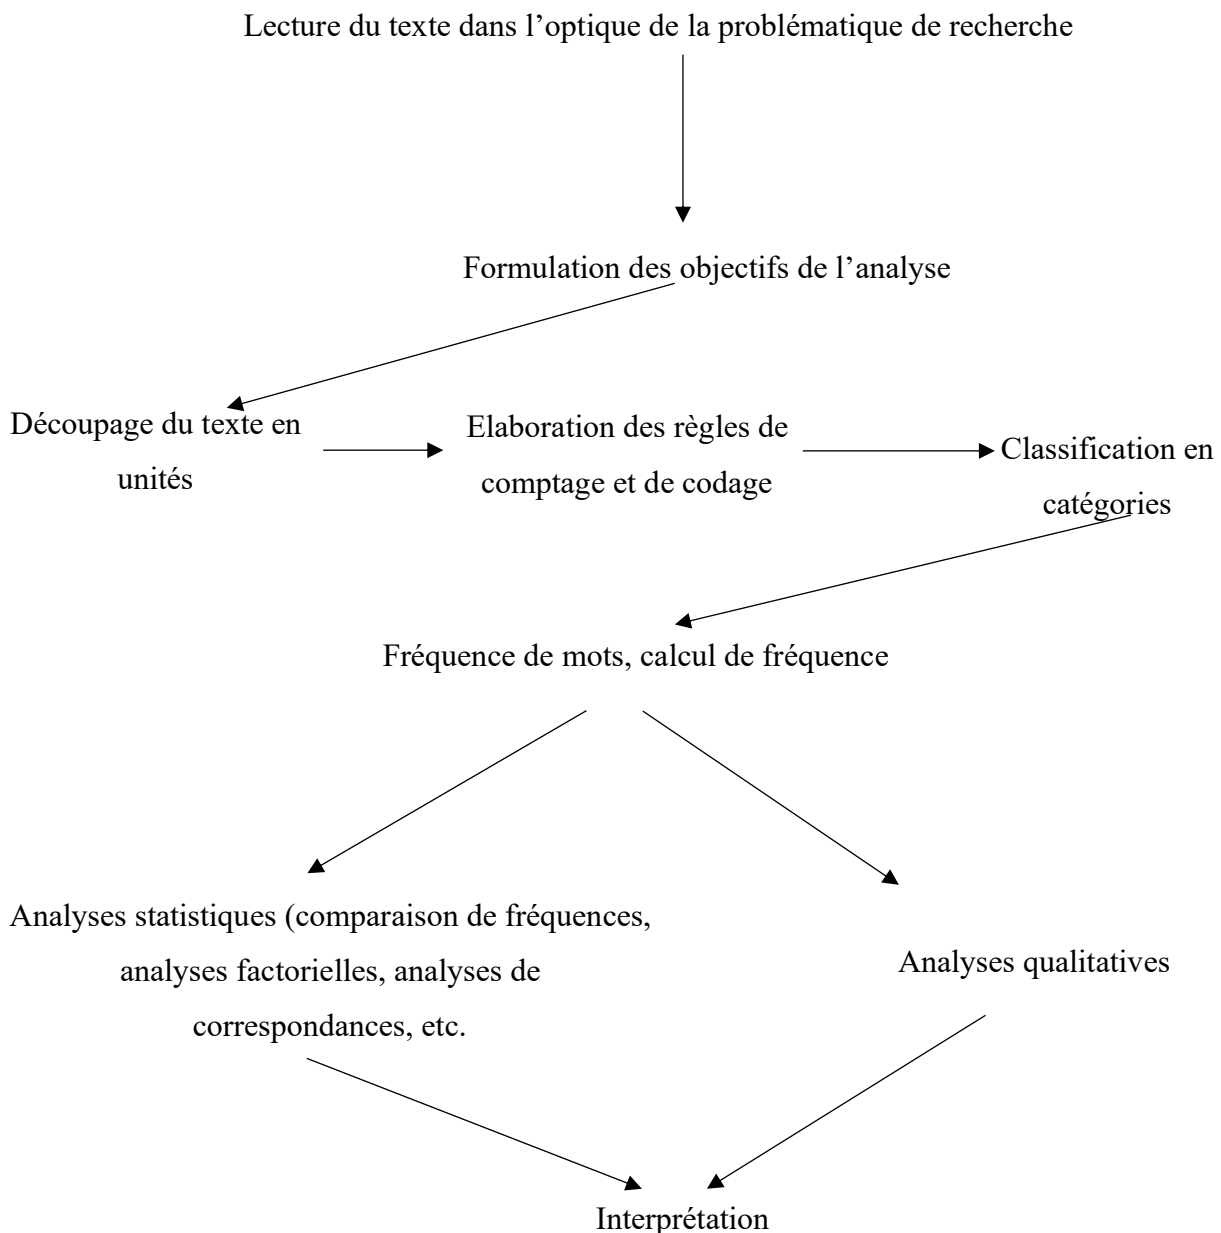 Lecture du texte dans l’optique de la problématique de recherche
Formulation des objectifs de l’analyse
Découpage du texte en
unités
Elaboration des règles de
comptage et de codage
Classification en
catégories
Fréquence de mots, calcul de fréquence
Analyses statistiques (comparaison de fréquences,
analyses factorielles, analyses de
correspondances, etc.
Analyses qualitatives
Interprétation